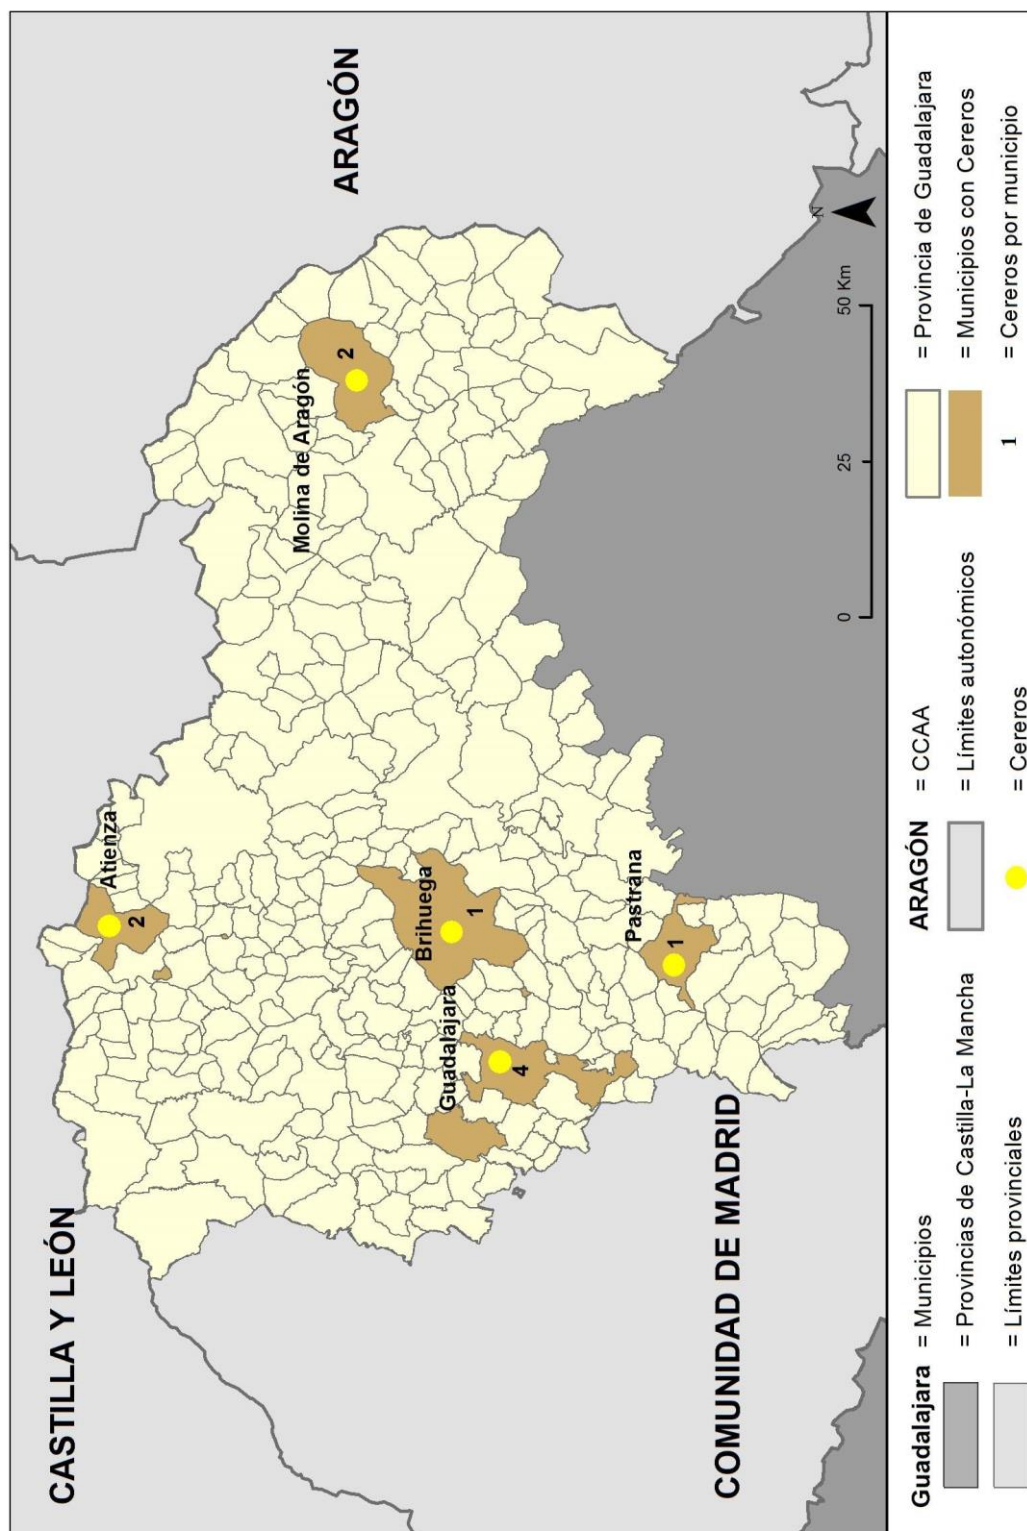 CASTILLA Y LEÓN
ARAGÓN
Atienza
2
Molina de Aragón
2
Brihuega
1
Guadalajara
4
Pastrana
1
COMUNIDAD DE MADRID
0 25 50 Km
N
Guadalajara = Municipios
= Provincias de Castilla-La Mancha
= Límites provinciales
ARAGÓN = CCAA
= Límites autonómicos
= Cereros
= Provincia de Guadalajara
= Municipios con Cereros
1 = Cereros por municipio